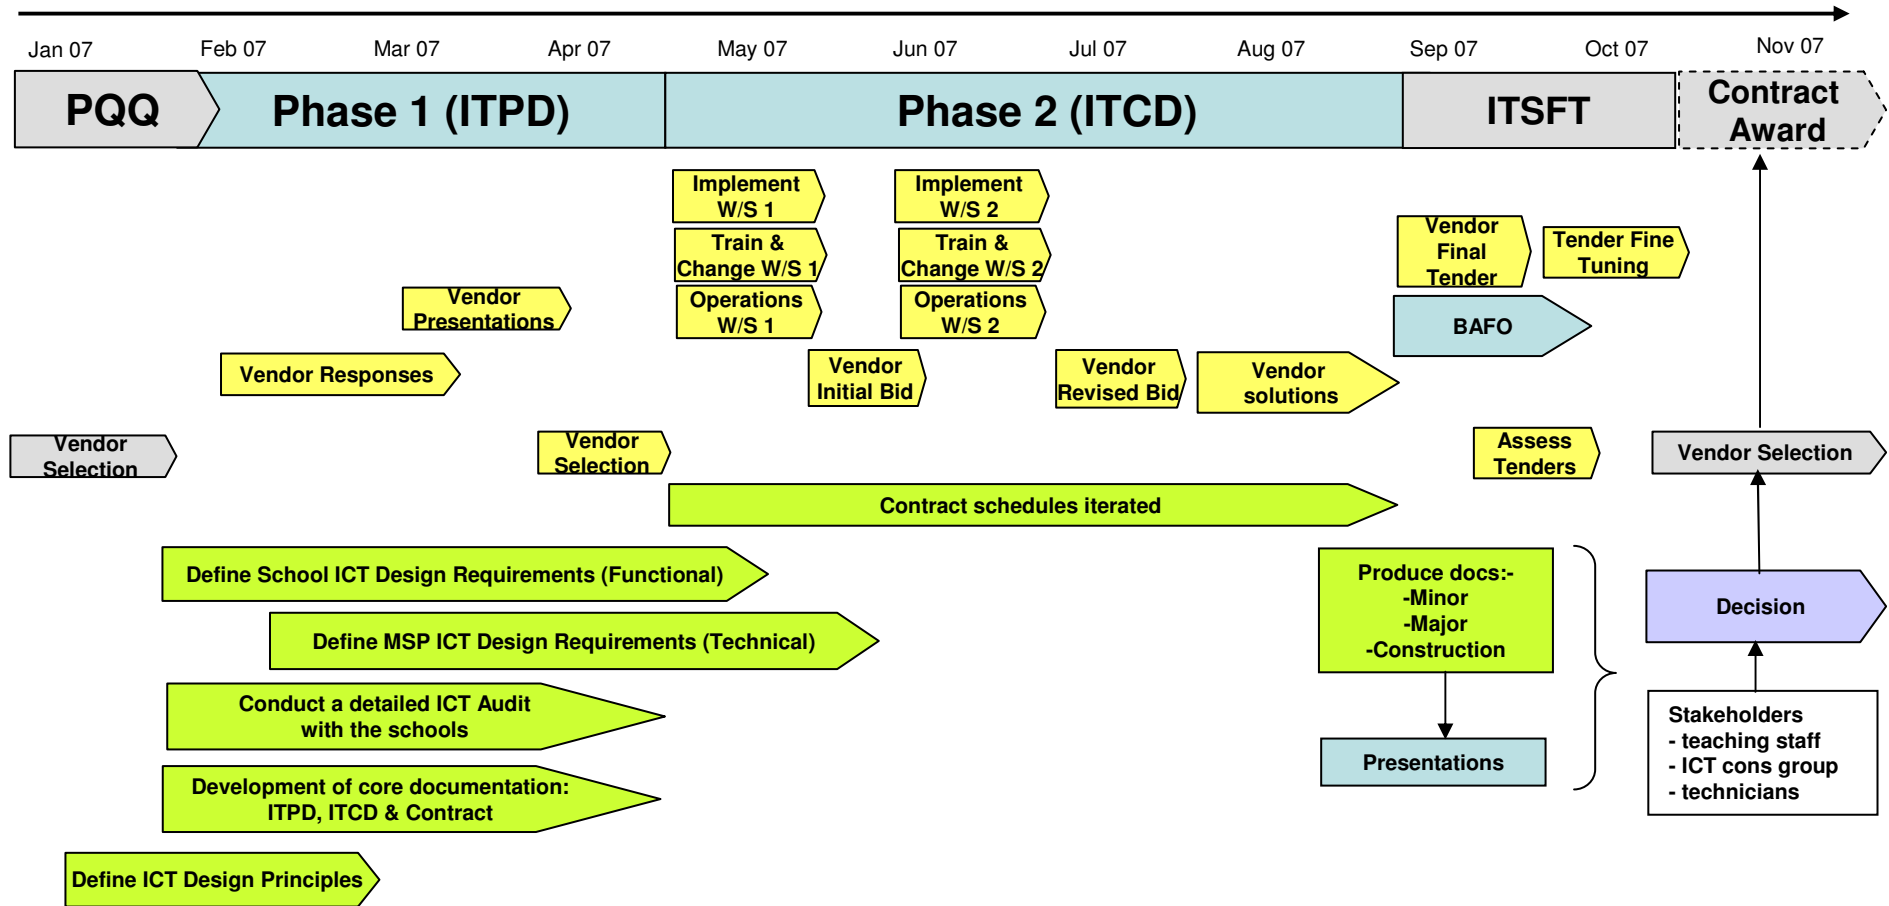 Jan 07
Feb 07
Mar 07
Apr 07
May 07
Jun 07
Jul 07
Aug 07
Sep 07
Oct 07
Nov 07
PQQ
Phase 1 (ITPD)
Phase 2 (ITCD)
ITSFT
Contract
Award
Implement
W/S 1
Implement
W/S 2
Train &
Change W/S 1
Train &
Change W/S 2
Vendor
Final
Tender
Tender Fine
Tuning
Vendor
Presentations
Operations
W/S 1
Operations
W/S 2
BAFO
Vendor Responses
Vendor
Initial Bid
Vendor
Revised Bid
Vendor
solutions
Vendor
Selection
Vendor
Selection
Assess
Tenders
Vendor Selection
Contract schedules iterated
Define School ICT Design Requirements (Functional)
Produce docs:-
-Minor
-Major
-Construction
Decision
Define MSP ICT Design Requirements (Technical)
Conduct a detailed ICT Audit
with the schools
Stakeholders
- teaching staff
- ICT cons group
- technicians
Presentations
Development of core documentation:
ITPD, ITCD & Contract
Define ICT Design Principles